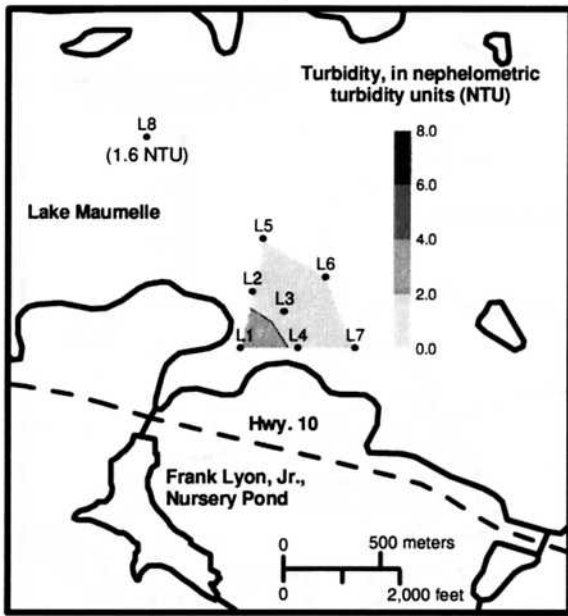 Turbidity, in nephelometric
turbidity units (NTU)
L8
(1.6 NTU)
8.0
6.0
4.0
2.0
0.0
Lake Maumelle
L5
L6
L2
L3
L1
L4
L7
Hwy. 10
Frank Lyon, Jr.,
Nursery Pond
0
500 meters
0
2,000 feet